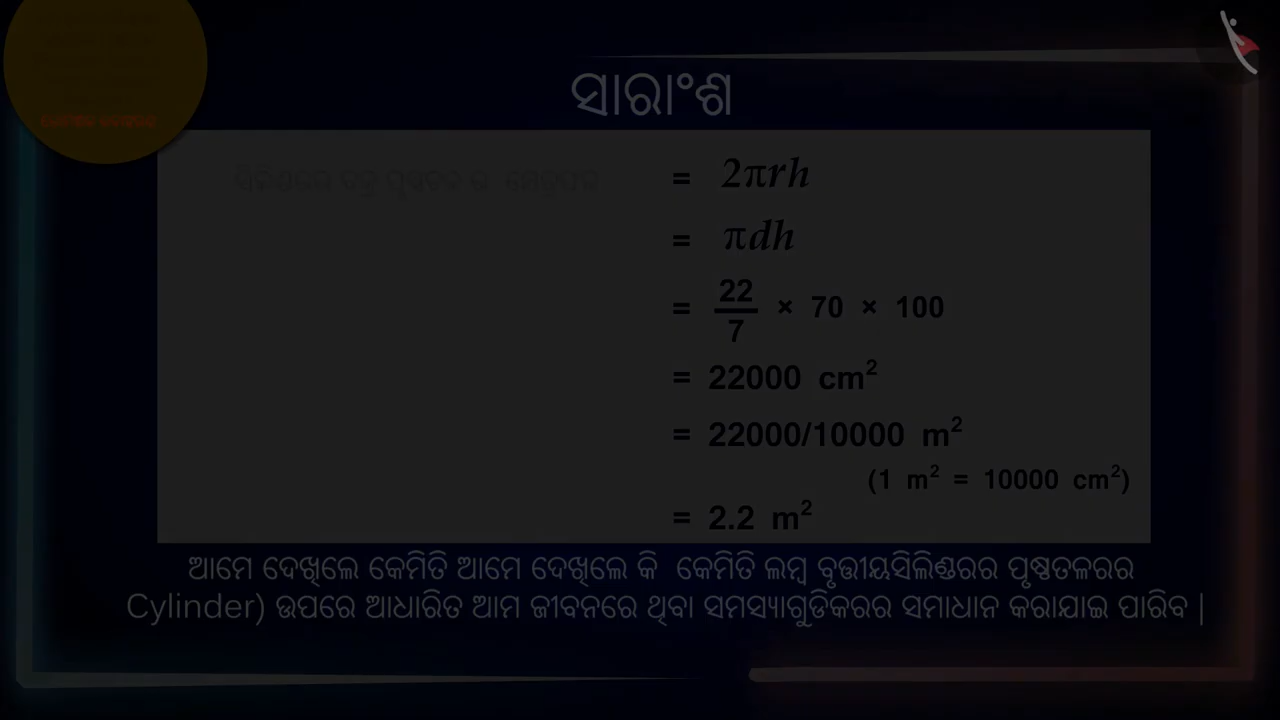 ସାରାଂଶ
= 2πrh
= πdh
= 22/7 × 70 × 100
= 22000 cm²
= 22000/10000 m²
(1 m² = 10000 cm²)
= 2.2 m²
ଆମେ ଦେଖିଲେ କେମିତି ଆମେ ଦେଖିଲେ କି କେମିତି ଲମ୍ବ ବୃତ୍ତୀୟସିଲିଣ୍ଡରର ପୃଷ୍ଠତଳରର
Cylinder) ଉପରେ ଆଧାରିତ ଆମ ଜୀବନରେ ଥିବା ସମସ୍ୟାଗୁଡିକରର ସମାଧାନ କରାଯାଇ ପାରିବ |